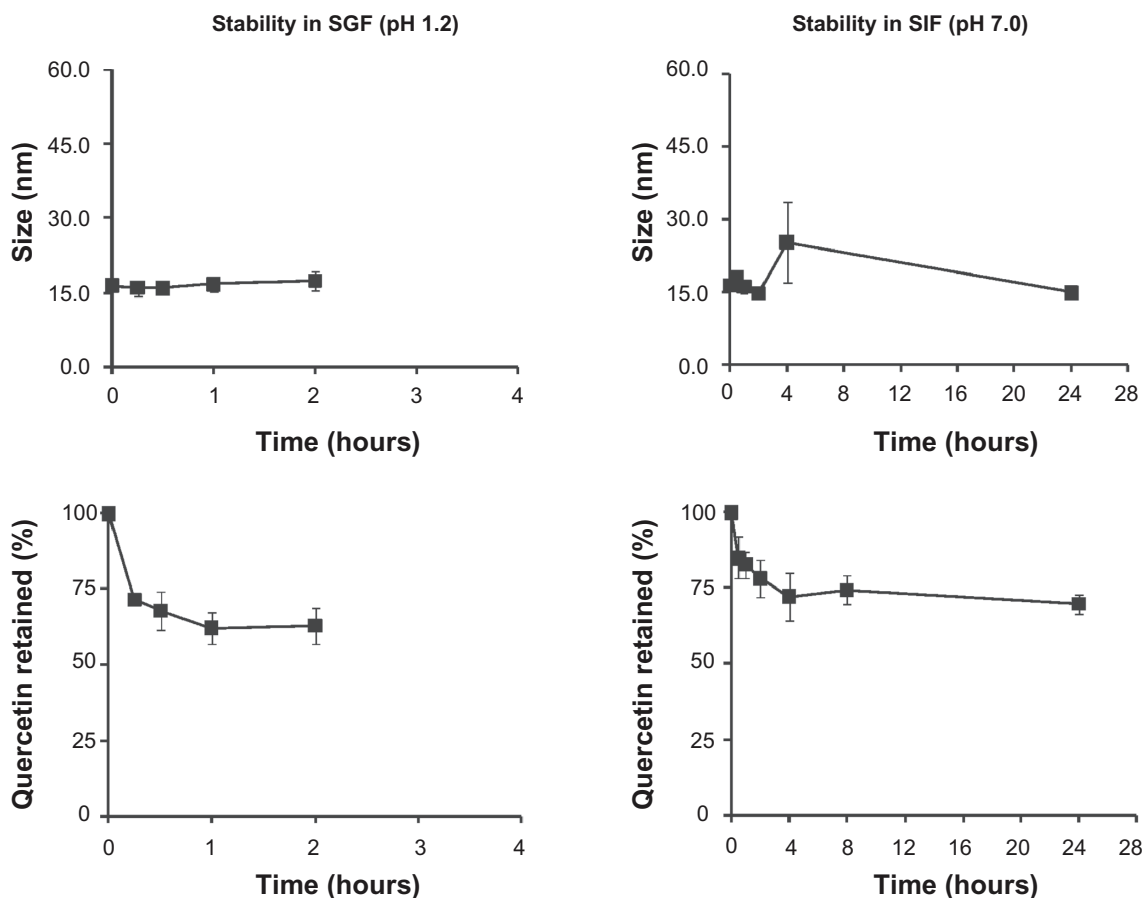 Stability in SGF (pH 1.2)
Size (nm)
60.0
45.0
30.0
15.0
0.0
0 1 2 3 4
Time (hours)
Stability in SIF (pH 7.0)
Size (nm)
60.0
45.0
30.0
15.0
0.0
0 4 8 12 16 20 24 28
Time (hours)
Quercetin retained (%)
100
75
50
25
0
0 1 2 3 4
Time (hours)
Quercetin retained (%)
100
75
50
25
0
0 4 8 12 16 20 24 28
Time (hours)